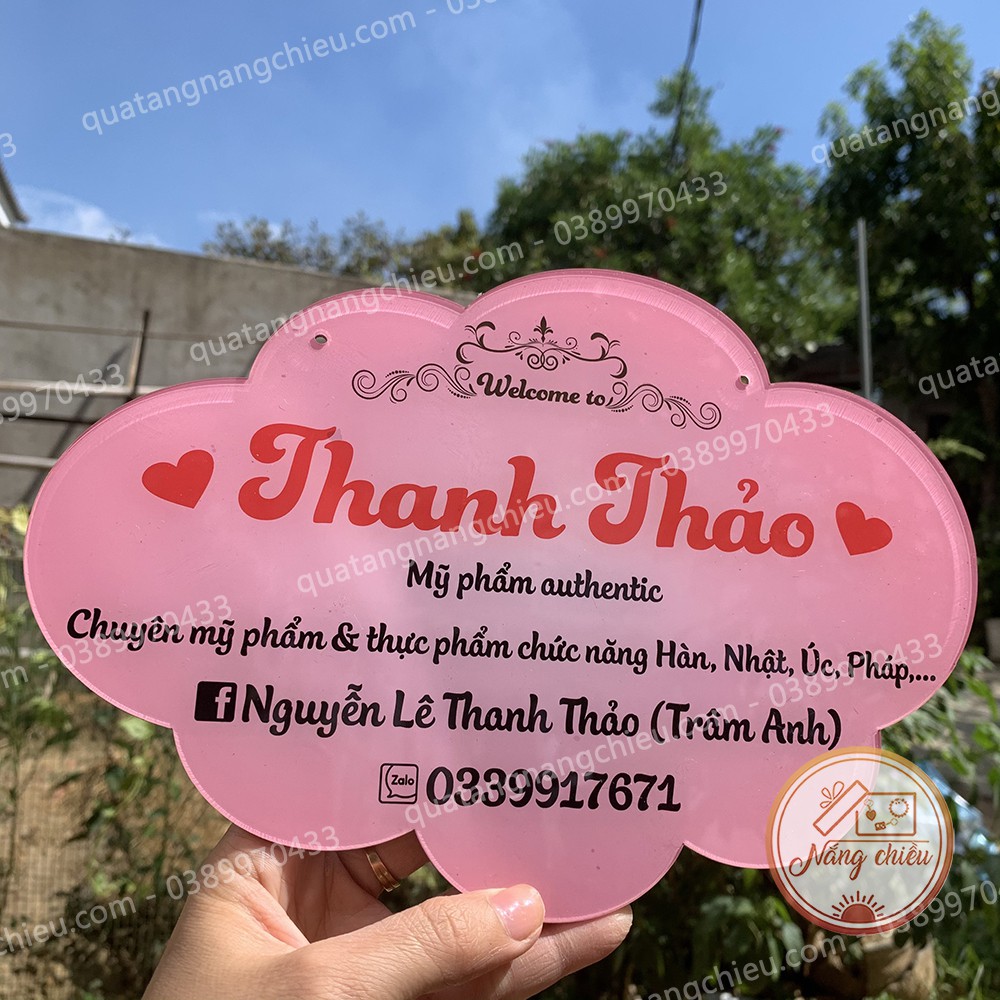 quatangnangchieu.com - 0389970433
Welcome to
Thanh Thảo
Mỹ phẩm authentic
Chuyên mỹ phẩm & thực phẩm chức năng Hàn, Nhật, Úc, Pháp,...
f Nguyễn Lê Thanh Thảo (Trâm Anh)
Zalo 0339917671
Nắng chiều